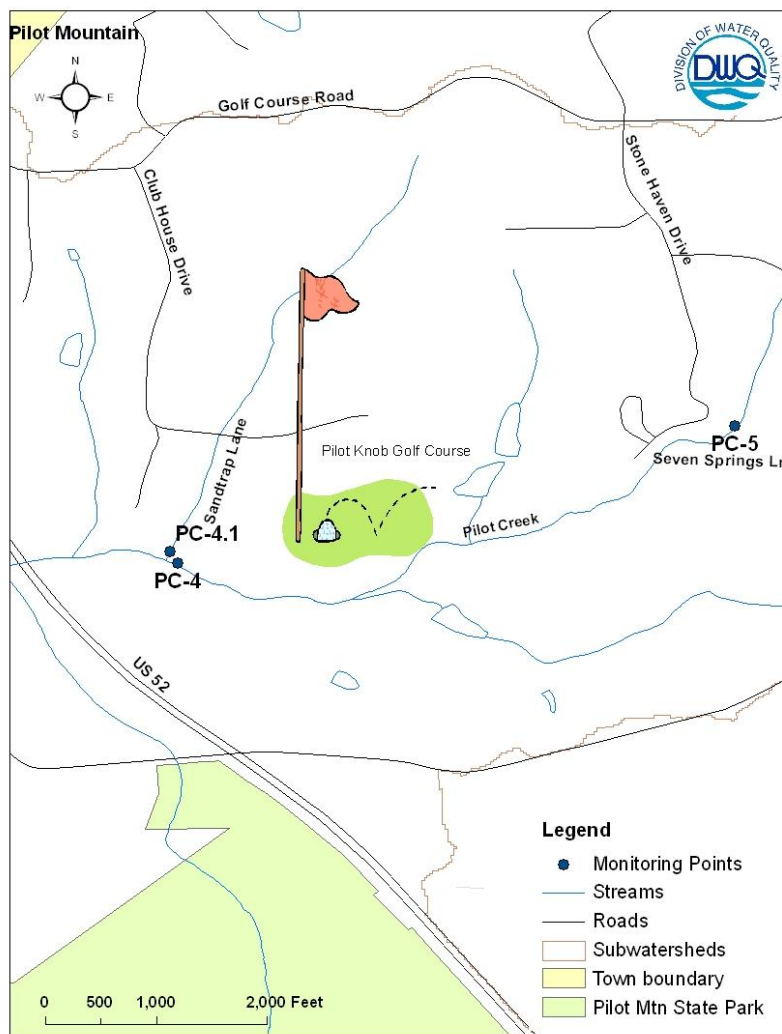 Pilot Mountain
N
W E
S
DIVISION OF WATER QUALITY
DWQ
Golf Course Road
Club House Drive
Stone Haven Drive
Sandtrap Lane
Pilot Knob Golf Course
PC-5
Seven Springs Ln
Pilot Creek
PC-4.1
PC-4
US 52
Legend
Monitoring Points
Streams
Roads
Subwatersheds
Town boundary
Pilot Mtn State Park
0 500 1,000 2,000 Feet